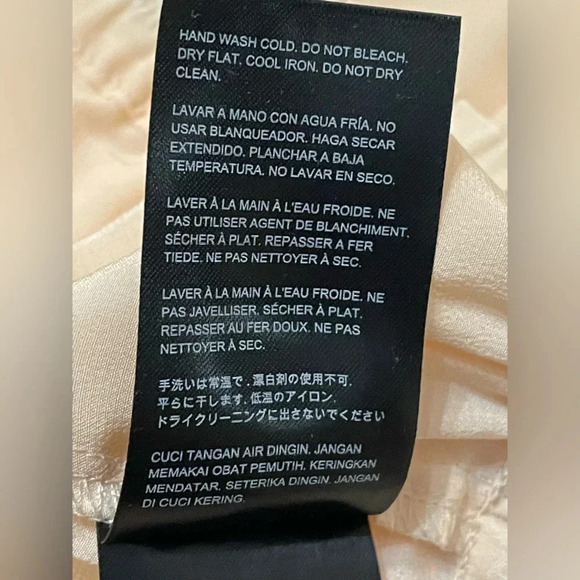 HAND WASH COLD. DO NOT BLEACH.
DRY FLAT. COOL IRON. DO NOT DRY
CLEAN.
LAVAR A MANO CON AGUA FRÍA. NO
USAR BLANQUEADOR. HAGA SECAR
EXTENDIDO. PLANCHAR A BAJA
TEMPERATURA. NO LAVAR EN SECO.
LAVER À LA MAIN À L'EAU FROIDE. NE
PAS UTILISER AGENT DE BLANCHIMENT.
SÉCHER À PLAT. REPASSER A FER
TIEDE. NE PAS NETTOYER À SEC.
LAVER À LA MAIN À L'EAU FROIDE. NE
PAS JAVELLISER. SÉCHER À PLAT.
REPASSER AU FER DOUX. NE PAS
NETTOYER À SEC.
手洗いは常温で、漂白剤の使用不可.
平らに干します. 低温のアイロン.
ドライクリーニングに出さないでください
CUCI TANGAN AIR DINGIN. JANGAN
MEMAKAI OBAT PEMUTIH. KERINGKAN
MENDATAR. SETERIKA DINGIN. JANGAN
DI CUCI KERING.